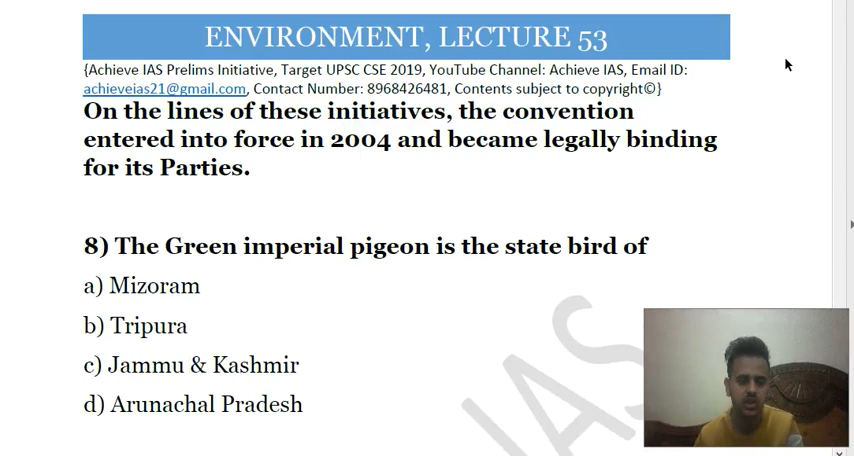 ENVIRONMENT, LECTURE 53
{Achieve IAS Prelims Initiative, Target UPSC CSE 2019, YouTube Channel: Achieve IAS, Email ID:
achieveias21@gmail.com, Contact Number: 8968426481, Contents subject to copyright©}
On the lines of these initiatives, the convention
entered into force in 2004 and became legally binding
for its Parties.
8) The Green imperial pigeon is the state bird of
a) Mizoram
b) Tripura
c) Jammu & Kashmir
d) Arunachal Pradesh
IAS